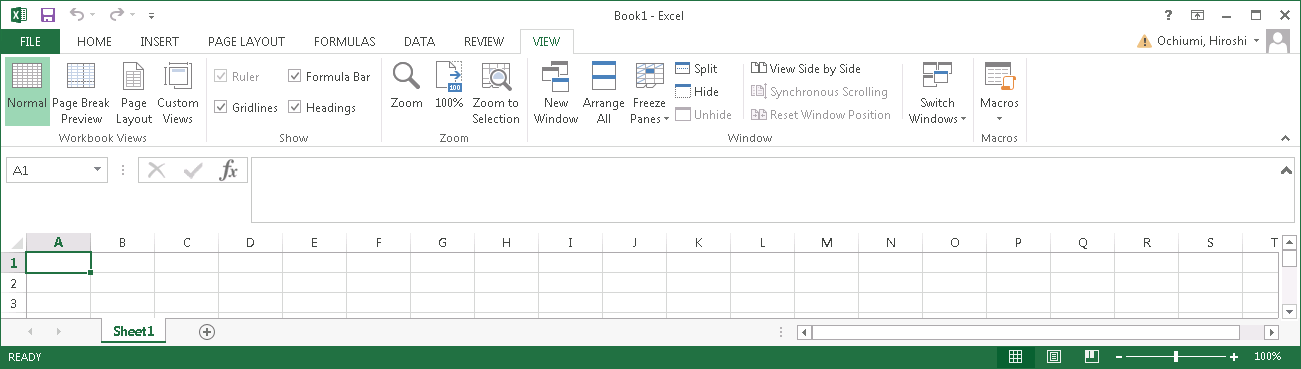 Book1 - Excel
?
FILE HOME INSERT PAGE LAYOUT FORMULAS DATA REVIEW VIEW Ochiumi, Hiroshi
Normal
Page Break Preview
Page Layout
Custom Views
Workbook Views
Ruler
Formula Bar
Gridlines
Headings
Show
Zoom
100
100%
Zoom to Selection
Zoom
New Window
Arrange All
Freeze Panes
Split
Hide
Unhide
View Side by Side
Synchronous Scrolling
Reset Window Position
Window
Switch Windows
Macros
Macros
A1
fx
A B C D E F G H I J K L M N O P Q R S T
1
2
3
Sheet1
READY 100%